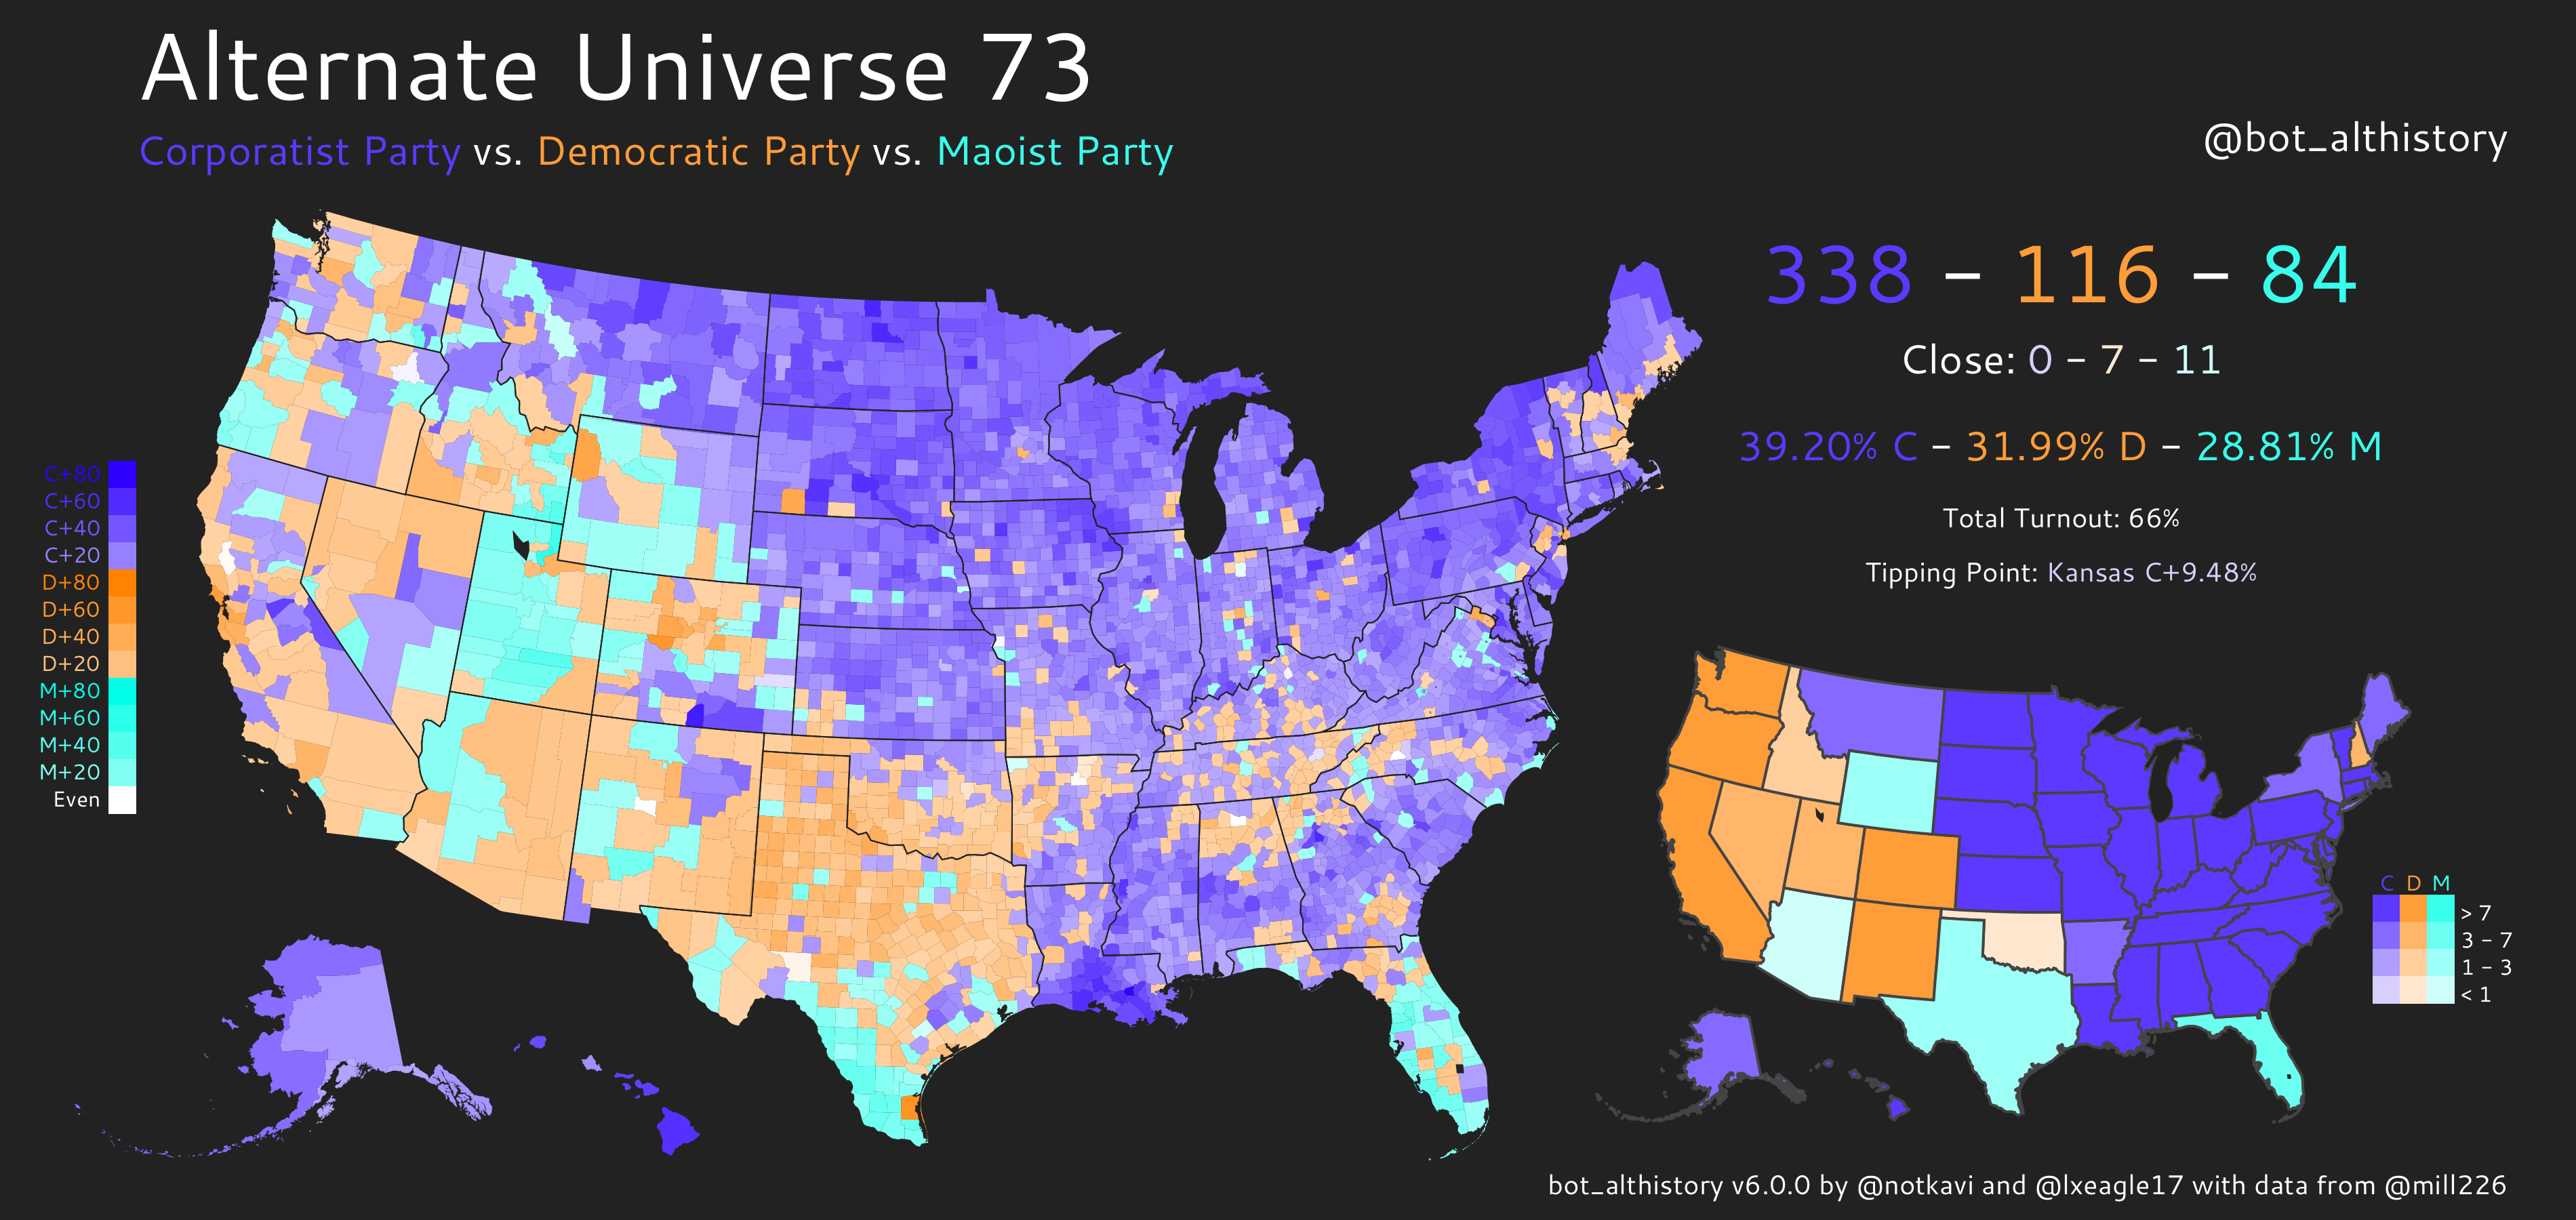 Alternate Universe 73
Corporatist Party vs. Democratic Party vs. Maoist Party
@bot_althistory
338 – 116 – 84
Close: 0 – 7 – 11
39.20% C – 31.99% D – 28.81% M
Total Turnout: 66%
Tipping Point: Kansas C+9.48%
C+80
C+60
C+40
C+20
D+80
D+60
D+40
D+20
M+80
M+60
M+40
M+20
Even
C D M
> 7
3 – 7
1 – 3
< 1
bot_althistory v6.0.0 by @notkavi and @lxeagle17 with data from @mill226